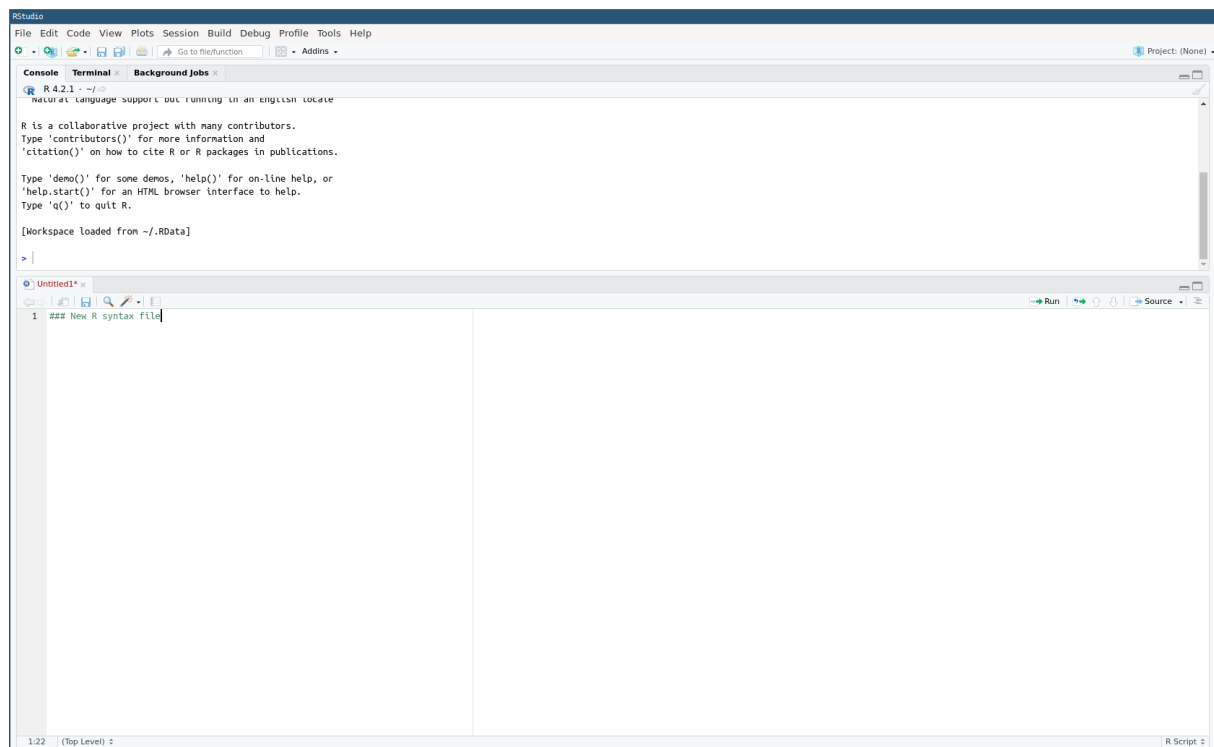 RStudio
File Edit Code View Plots Session Build Debug Profile Tools Help
Go to file/function Addins Project: (None)
Console Terminal × Background Jobs ×
R 4.2.1 · ~/
Natural language support but running in an English locale
R is a collaborative project with many contributors.
Type 'contributors()' for more information and
'citation()' on how to cite R or R packages in publications.
Type 'demo()' for some demos, 'help()' for on-line help, or
'help.start()' for an HTML browser interface to help.
Type 'q()' to quit R.
[Workspace loaded from ~/.RData]
>
Untitled1* ×
Run Source
1 ### New R syntax file
1:22 (Top Level) R Script